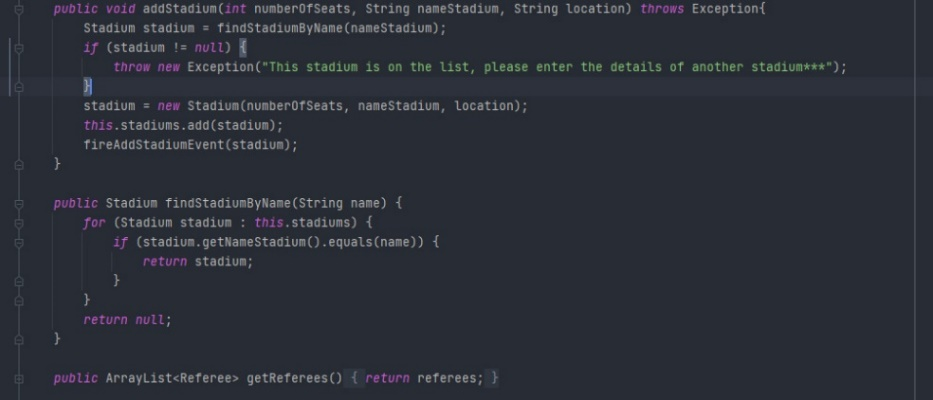 public void addStadium(int numberOfSeats, String nameStadium, String location) throws Exception{
Stadium stadium = findStadiumByName(nameStadium);
if (stadium != null) {
throw new Exception("This stadium is on the list, please enter the details of another stadium***");
}
stadium = new Stadium(numberOfSeats, nameStadium, location);
this.stadiums.add(stadium);
fireAddStadiumEvent(stadium);
}
public Stadium findStadiumByName(String name) {
for (Stadium stadium : this.stadiums) {
if (stadium.getNameStadium().equals(name)) {
return stadium;
}
}
return null;
}
public ArrayList<Referee> getReferees() { return referees; }